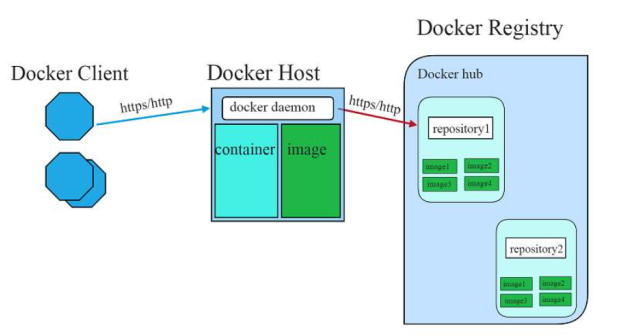 Docker Registry
Docker Client
Docker Host
Docker hub
https/http
docker daemon
https/http
container
image
repository1
image1
image2
image3
image4
repository2
image1
image2
image3
image4